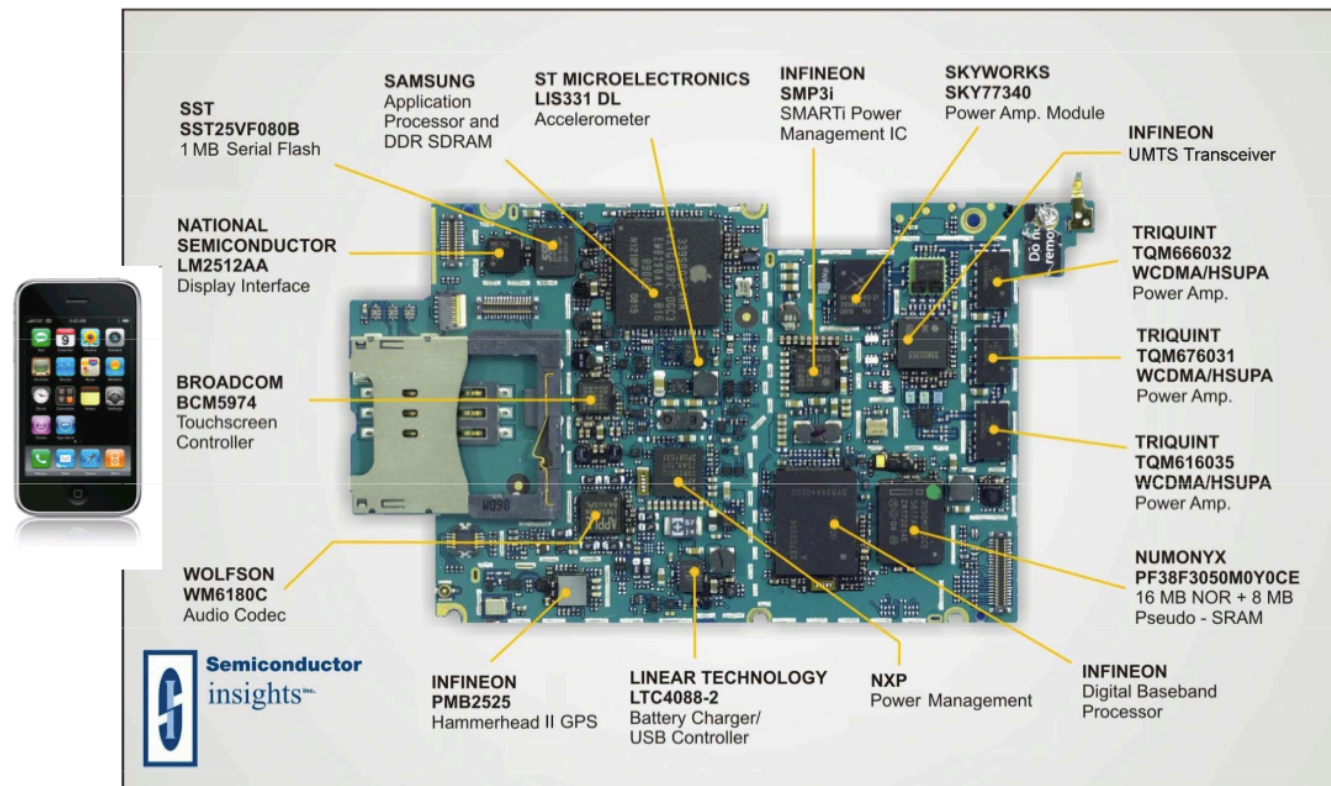 SST
SST25VF080B
1 MB Serial Flash
SAMSUNG
Application
Processor and
DDR SDRAM
ST MICROELECTRONICS
LIS331 DL
Accelerometer
INFINEON
SMP3i
SMARTi Power
Management IC
SKYWORKS
SKY77340
Power Amp. Module
INFINEON
UMTS Transceiver
NATIONAL
SEMICONDUCTOR
LM2512AA
Display Interface
Do not
remove
TRIQUINT
TQM666032
WCDMA/HSUPA
Power Amp.
TRIQUINT
TQM676031
WCDMA/HSUPA
Power Amp.
BROADCOM
BCM5974
Touchscreen
Controller
TRIQUINT
TQM616035
WCDMA/HSUPA
Power Amp.
WOLFSON
WM6180C
Audio Codec
NUMONYX
PF38F3050M0Y0CE
16 MB NOR + 8 MB
Pseudo - SRAM
Semiconductor
insights inc.
INFINEON
PMB2525
Hammerhead II GPS
LINEAR TECHNOLOGY
LTC4088-2
Battery Charger/
USB Controller
NXP
Power Management
INFINEON
Digital Baseband
Processor